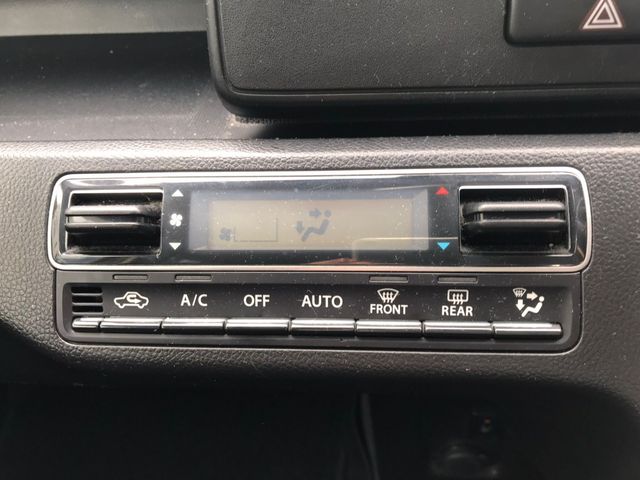 A/C OFF AUTO FRONT REAR